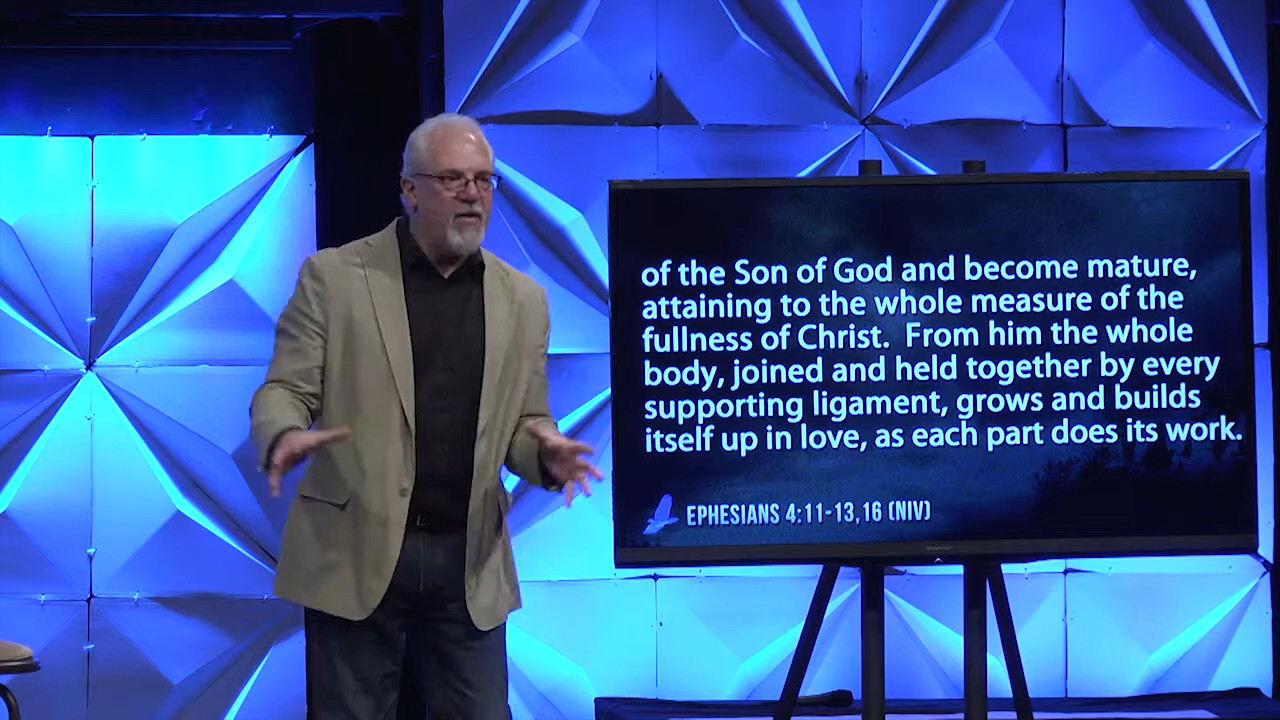 of the Son of God and become mature,
attaining to the whole measure of the
fullness of Christ.  From him the whole
body, joined and held together by every
supporting ligament, grows and builds
itself up in love, as each part does its work.
EPHESIANS 4:11-13,16 (NIV)
SHARP